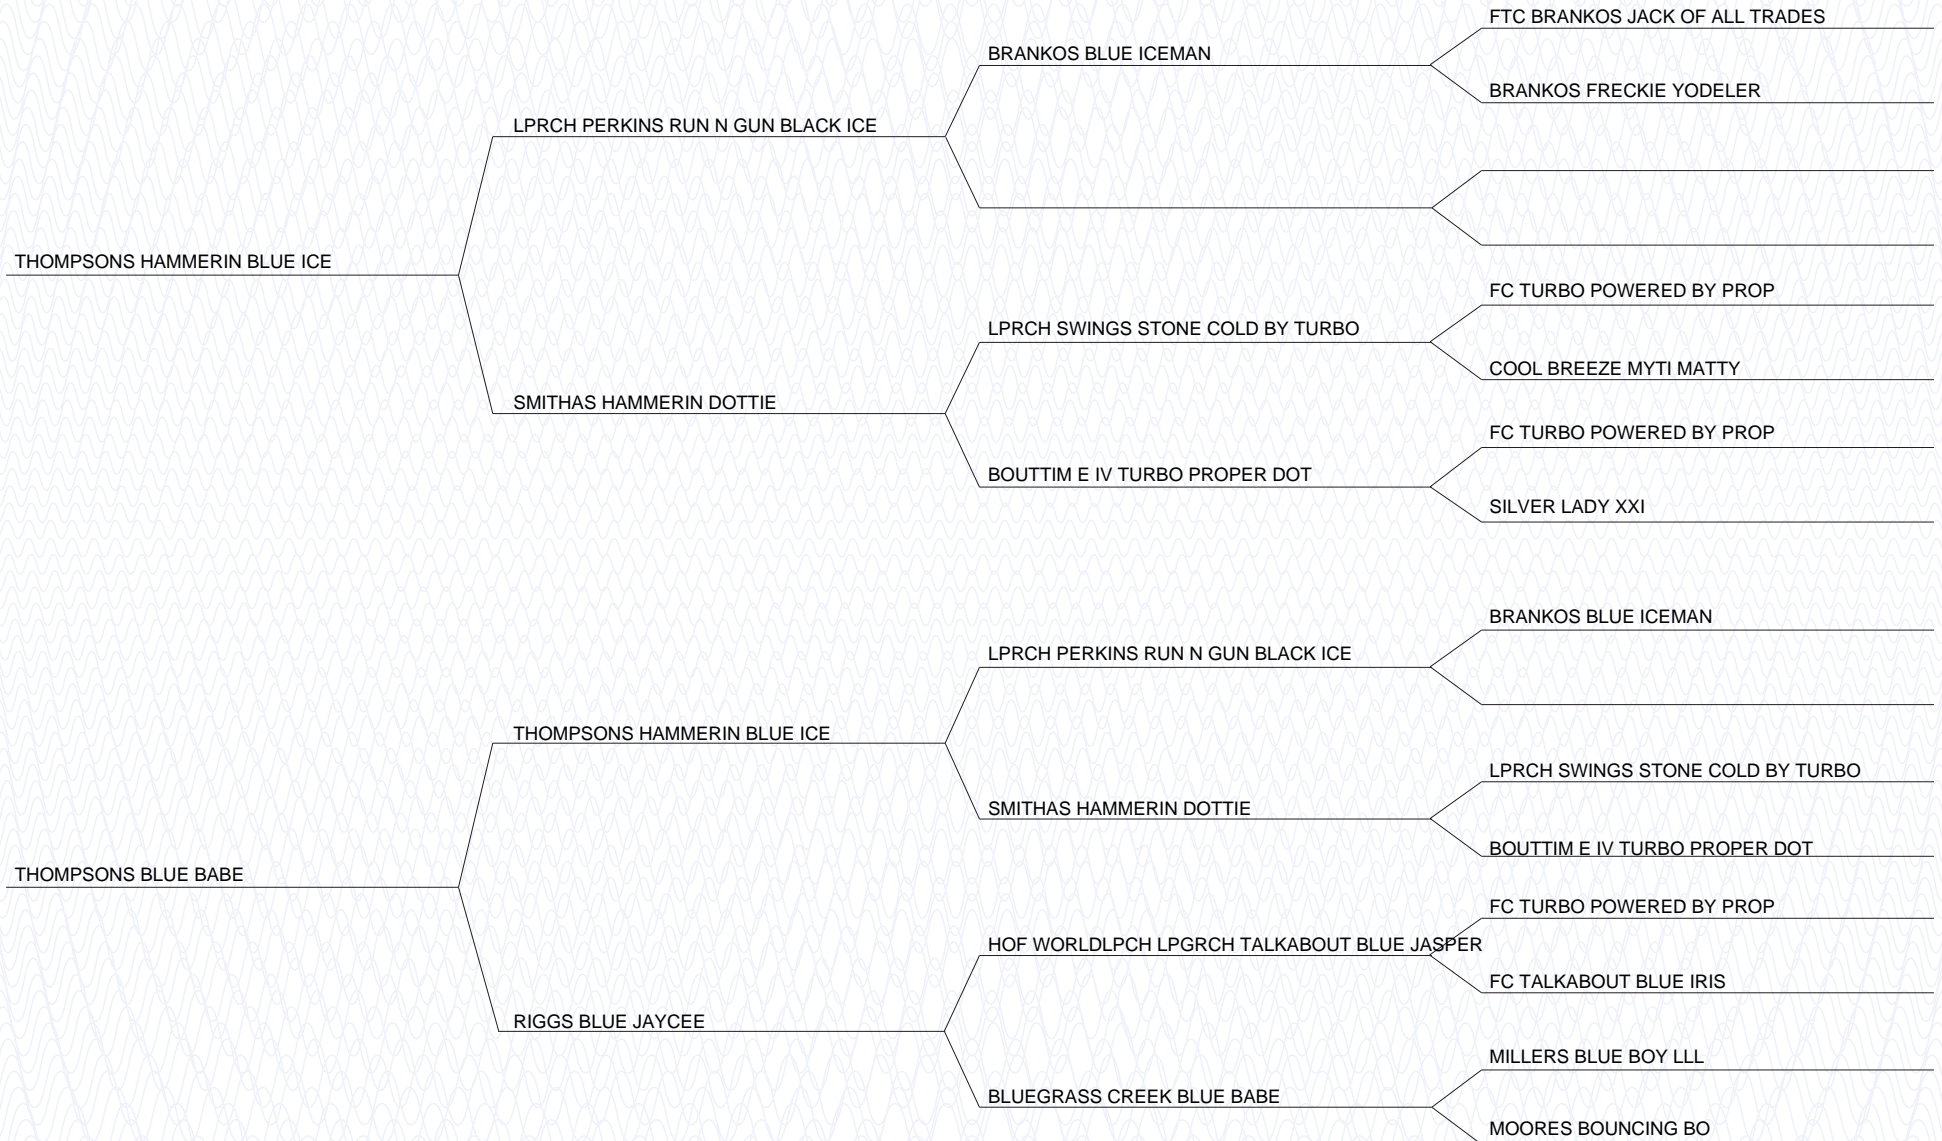 FTC BRANKOS JACK OF ALL TRADES
BRANKOS BLUE ICEMAN
BRANKOS FRECKIE YODELER
LPRCH PERKINS RUN N GUN BLACK ICE
THOMPSONS HAMMERIN BLUE ICE
FC TURBO POWERED BY PROP
LPRCH SWINGS STONE COLD BY TURBO
COOL BREEZE MYTI MATTY
SMITHAS HAMMERIN DOTTIE
FC TURBO POWERED BY PROP
BOUTTIM E IV TURBO PROPER DOT
SILVER LADY XXI
BRANKOS BLUE ICEMAN
LPRCH PERKINS RUN N GUN BLACK ICE
THOMPSONS HAMMERIN BLUE ICE
LPRCH SWINGS STONE COLD BY TURBO
SMITHAS HAMMERIN DOTTIE
BOUTTIM E IV TURBO PROPER DOT
THOMPSONS BLUE BABE
FC TURBO POWERED BY PROP
HOF WORLDLPCH LPGRCH TALKABOUT BLUE JASPER
FC TALKABOUT BLUE IRIS
RIGGS BLUE JAYCEE
MILLERS BLUE BOY LLL
BLUEGRASS CREEK BLUE BABE
MOORES BOUNCING BO